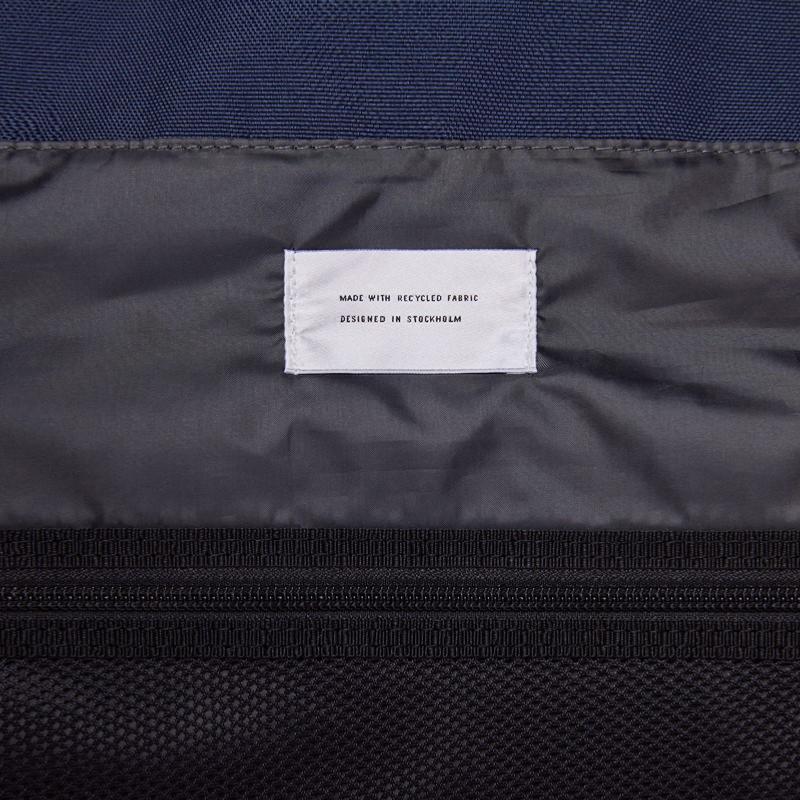 MADE WITH RECYCLED FABRIC
DESIGNED IN STOCKHOLM